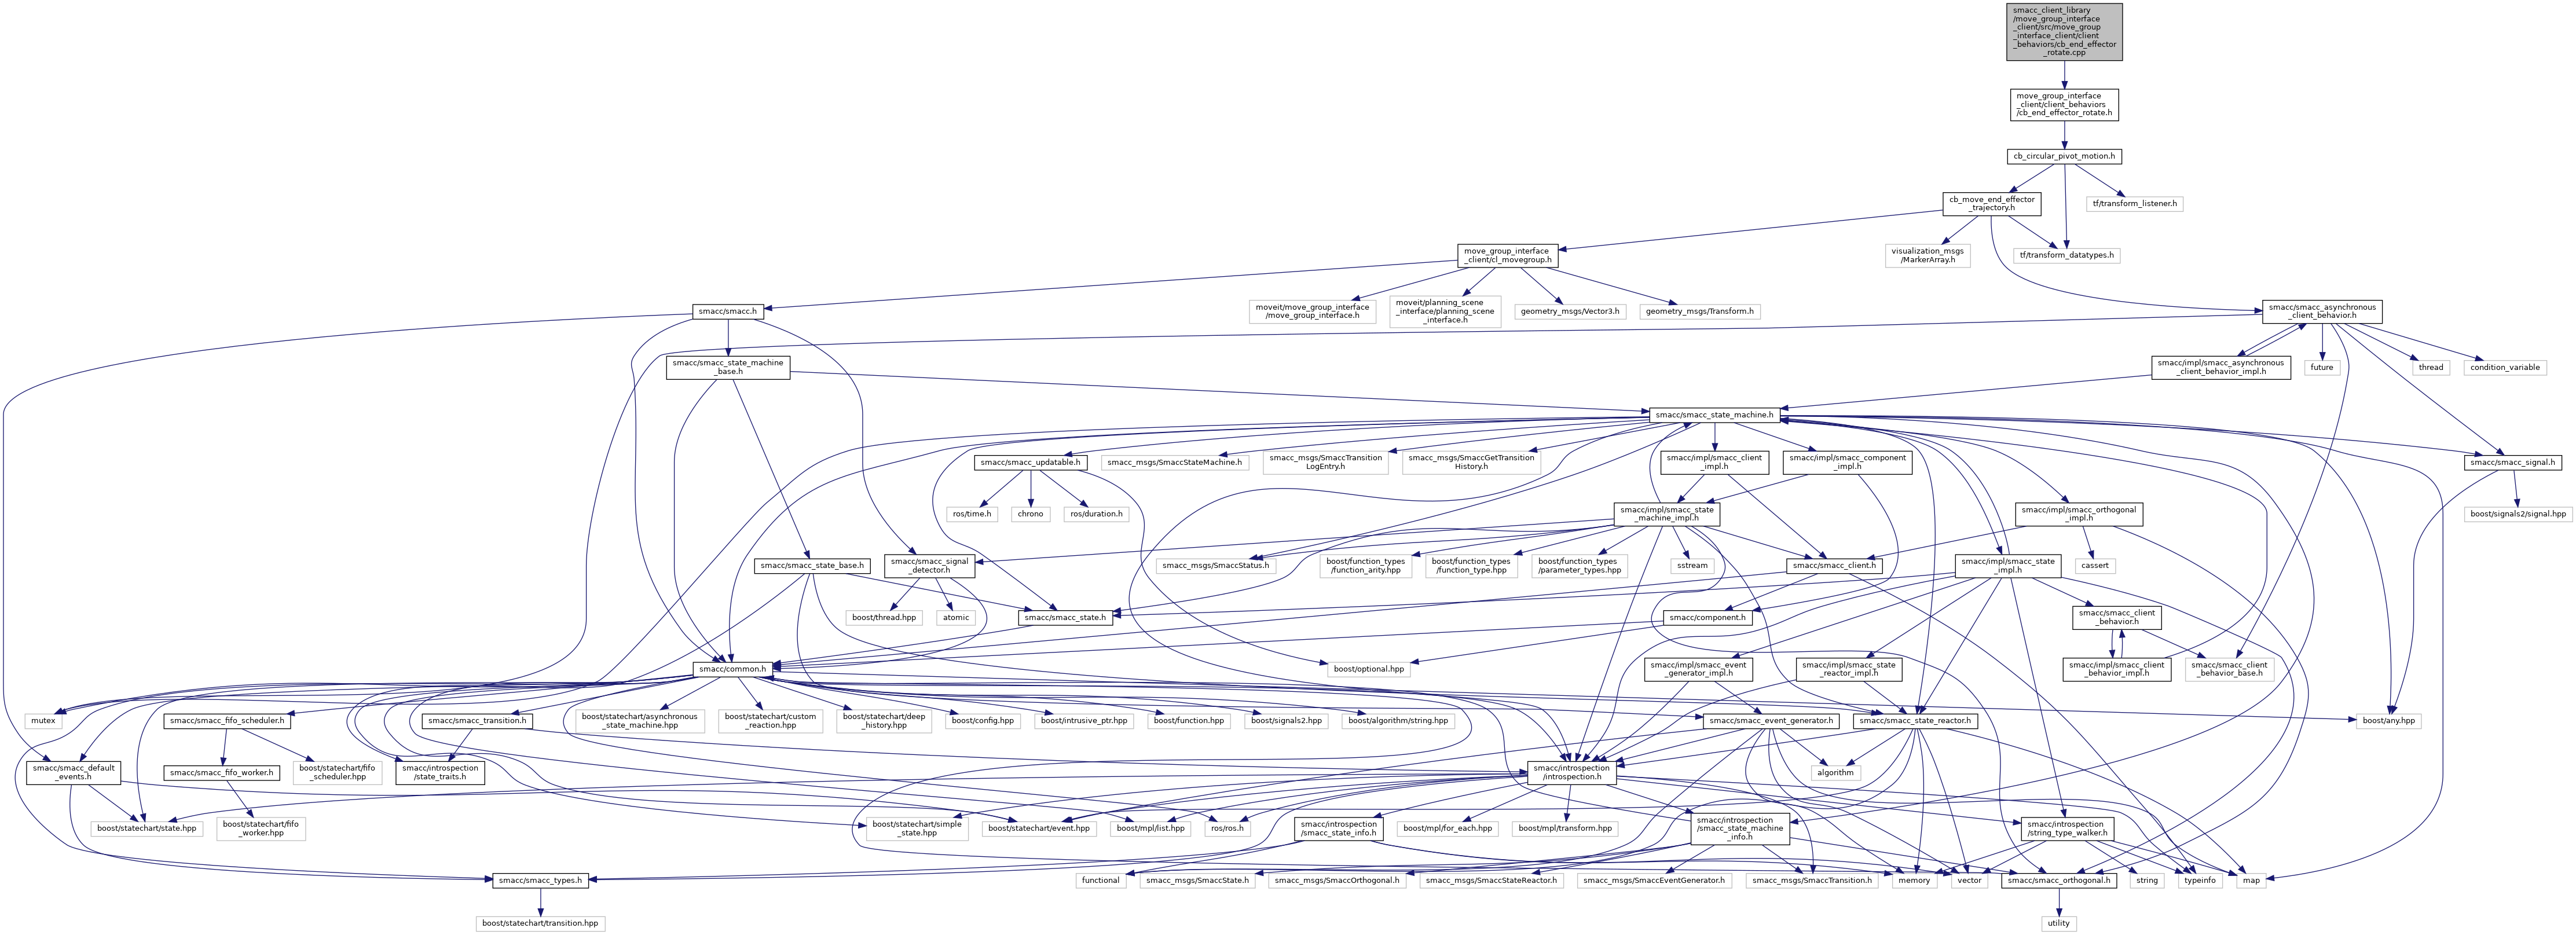 smacc_client_library
/move_group_interface
_client/src/move_group
_interface_client/client
_behaviors/cb_end_effector
_rotate.cpp
move_group_interface
_client/client_behaviors
/cb_end_effector_rotate.h
cb_circular_pivot_motion.h
cb_move_end_effector
_trajectory.h
tf/transform_listener.h
move_group_interface
_client/cl_movegroup.h
visualization_msgs
/MarkerArray.h
tf/transform_datatypes.h
smacc/smacc.h
moveit/move_group_interface
/move_group_interface.h
moveit/planning_scene
_interface/planning_scene
_interface.h
geometry_msgs/Vector3.h
geometry_msgs/Transform.h
smacc/smacc_asynchronous
_client_behavior.h
smacc/smacc_state_machine
_base.h
smacc/impl/smacc_asynchronous
_client_behavior_impl.h
future
thread
condition_variable
smacc/smacc_state_machine.h
smacc/smacc_updatable.h
smacc_msgs/SmaccStateMachine.h
smacc_msgs/SmaccTransition
LogEntry.h
smacc_msgs/SmaccGetTransition
History.h
smacc/impl/smacc_client
_impl.h
smacc/impl/smacc_component
_impl.h
smacc/smacc_signal.h
ros/time.h
chrono
ros/duration.h
smacc/impl/smacc_state
_machine_impl.h
smacc/impl/smacc_orthogonal
_impl.h
boost/signals2/signal.hpp
smacc/smacc_state_base.h
smacc/smacc_signal
_detector.h
smacc_msgs/SmaccStatus.h
boost/function_types
/function_arity.hpp
boost/function_types
/function_type.hpp
boost/function_types
/parameter_types.hpp
sstream
smacc/smacc_client.h
smacc/impl/smacc_state
_impl.h
cassert
boost/thread.hpp
atomic
smacc/smacc_state.h
smacc/component.h
smacc/smacc_client
_behavior.h
smacc/common.h
boost/optional.hpp
smacc/impl/smacc_event
_generator_impl.h
smacc/impl/smacc_state
_reactor_impl.h
smacc/impl/smacc_client
_behavior_impl.h
smacc/smacc_client
_behavior_base.h
mutex
smacc/smacc_fifo_scheduler.h
smacc/smacc_transition.h
boost/statechart/asynchronous
_state_machine.hpp
boost/statechart/custom
_reaction.hpp
boost/statechart/deep
_history.hpp
boost/config.hpp
boost/intrusive_ptr.hpp
boost/function.hpp
boost/signals2.hpp
boost/algorithm/string.hpp
smacc/smacc_event_generator.h
smacc/smacc_state_reactor.h
boost/any.hpp
smacc/smacc_default
_events.h
smacc/smacc_fifo_worker.h
boost/statechart/fifo
_scheduler.hpp
smacc/introspection
/state_traits.h
smacc/introspection
/introspection.h
algorithm
boost/statechart/state.hpp
boost/statechart/fifo
_worker.hpp
boost/statechart/simple
_state.hpp
boost/statechart/event.hpp
boost/mpl/list.hpp
ros/ros.h
smacc/introspection
/smacc_state_info.h
boost/mpl/for_each.hpp
boost/mpl/transform.hpp
smacc/introspection
/smacc_state_machine
_info.h
smacc/introspection
/string_type_walker.h
smacc/smacc_types.h
functional
smacc_msgs/SmaccState.h
smacc_msgs/SmaccOrthogonal.h
smacc_msgs/SmaccStateReactor.h
smacc_msgs/SmaccEventGenerator.h
smacc_msgs/SmaccTransition.h
memory
vector
smacc/smacc_orthogonal.h
string
typeinfo
map
boost/statechart/transition.hpp
utility